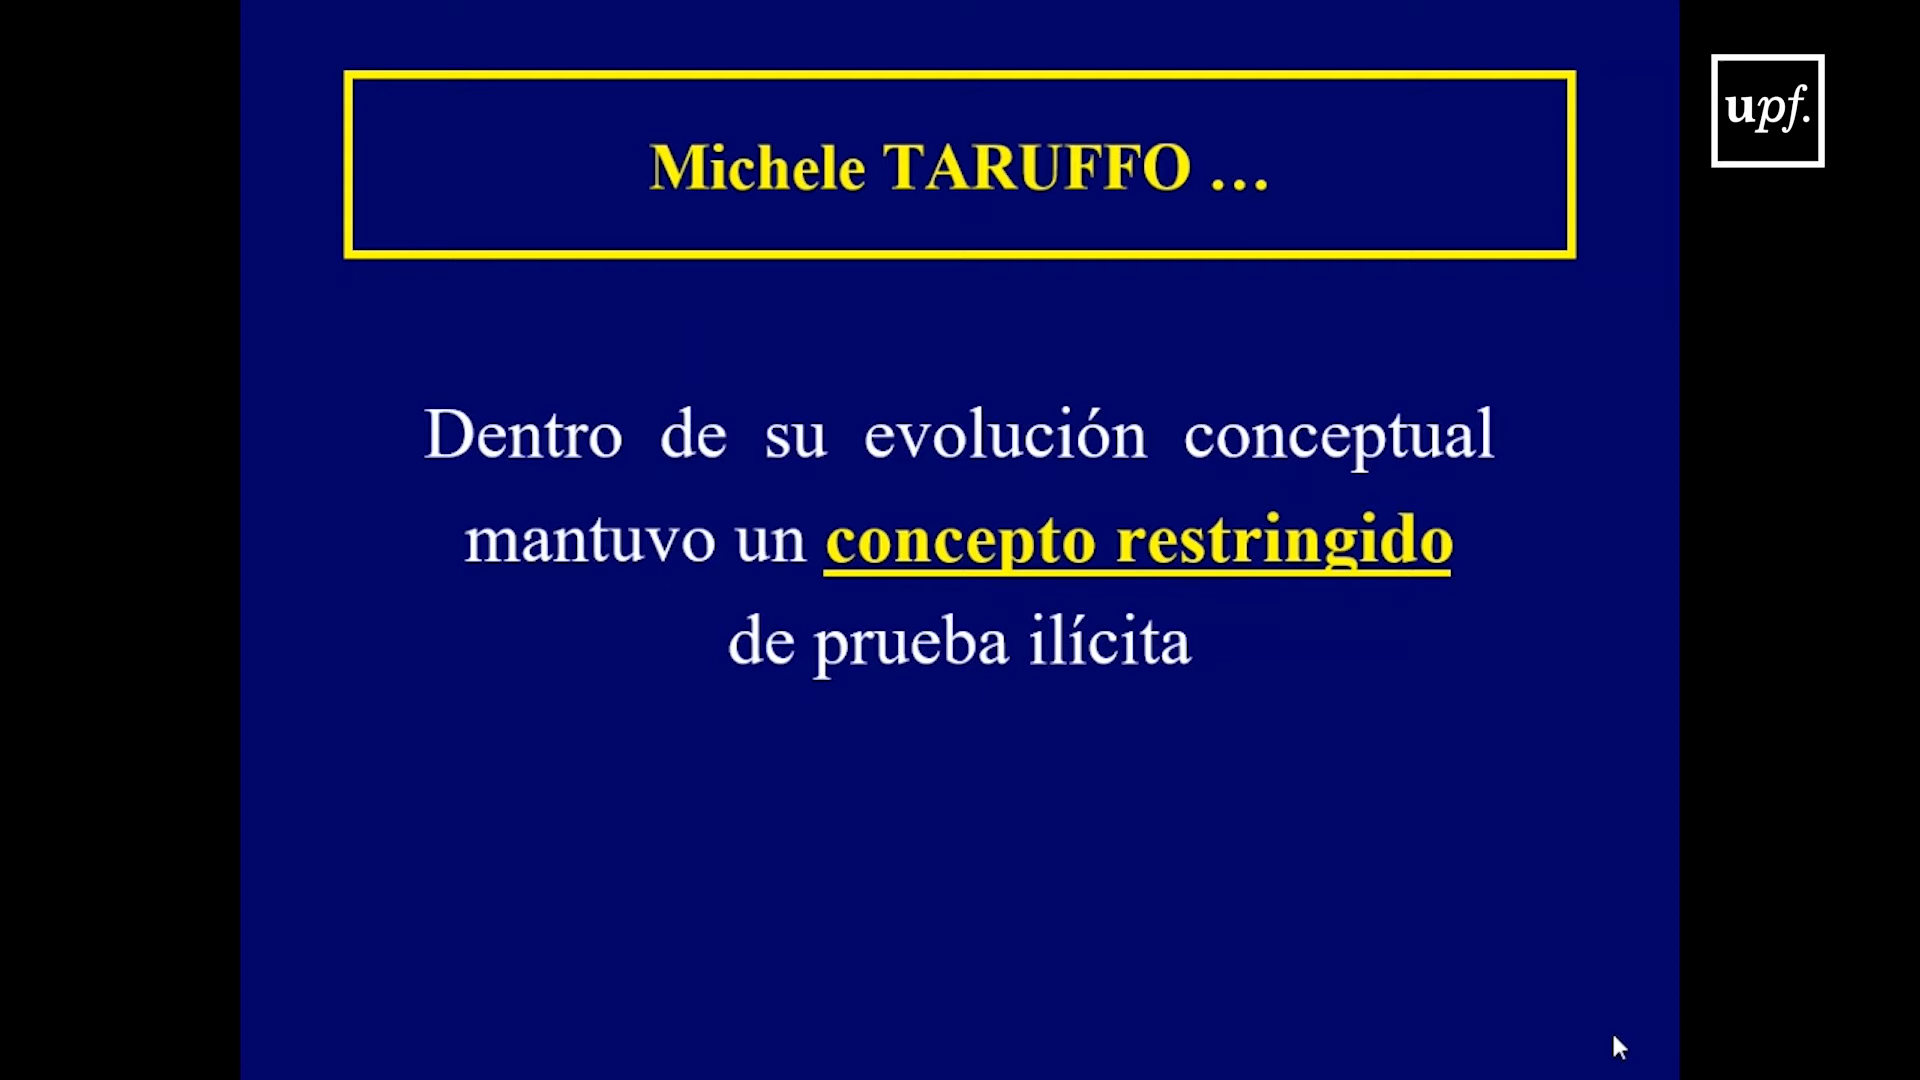 Michele TARUFFO …
upf.
Dentro de su evolución conceptual
mantuvo un concepto restringido
de prueba ilícita